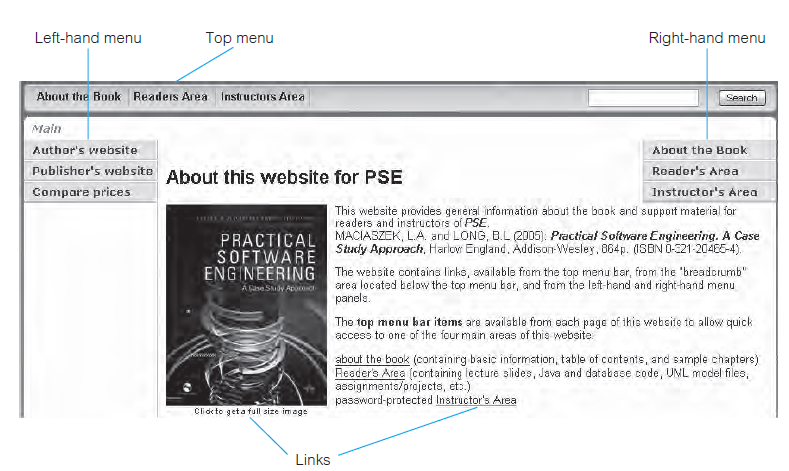 Left-hand menu
Top menu
Right-hand menu
About the Book
Readers Area
Instructors Area
Search
Main
Author's website
Publisher's website
Compare prices
About the Book
Reader's Area
Instructor's Area
About this website for PSE
PRACTICAL
SOFTWARE
ENGINEERING
A Case Study Approach
Click to get a full size image
This website provides general information about the book and support material for
readers and instructors of PSE.
MACIASZEK, L.A. and LONG, B.L (2005): Practical Software Engineering. A Case
Study Approach, Harlow England, Addison-Wesley, 864p. (ISBN 0-321-20465-4).
The website contains links, available from the top menu bar, from the "breadcrumb"
area located below the top menu bar, and from the left-hand and right-hand menu
panels.
The top menu bar items are available from each page of this website to allow quick
access to one of the four main areas of this website:
about the book (containing basic information, table of contents, and sample chapters)
Reader's Area (containing lecture slides, Java and database code, UML model files,
assignments/projects, etc.)
password-protected Instructor's Area
Links